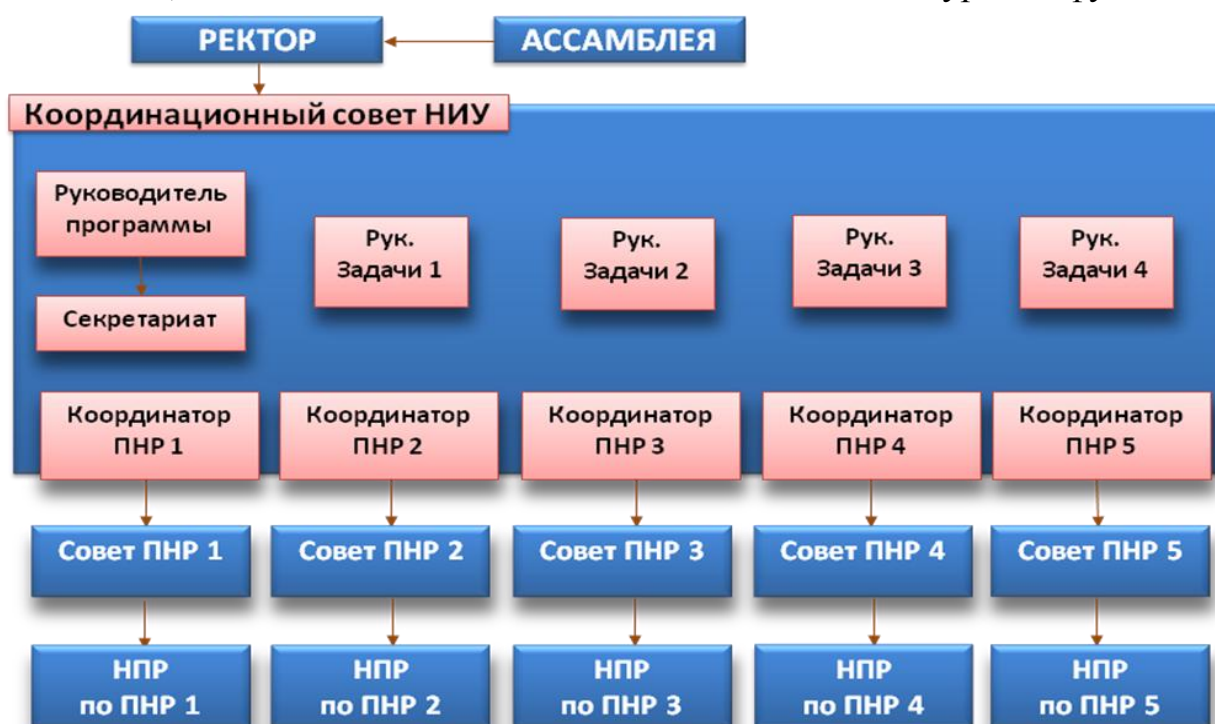 РЕКТОР
АССАМБЛЕЯ
Координационный совет НИУ
Руководитель
программы
Секретариат
Рук.
Задачи 1
Рук.
Задачи 2
Рук.
Задачи 3
Рук.
Задачи 4
Координатор
ПНР 1
Координатор
ПНР 2
Координатор
ПНР 3
Координатор
ПНР 4
Координатор
ПНР 5
Совет ПНР 1
Совет ПНР 2
Совет ПНР 3
Совет ПНР 4
Совет ПНР 5
НПР
по ПНР 1
НПР
по ПНР 2
НПР
по ПНР 3
НПР
по ПНР 4
НПР
по ПНР 5